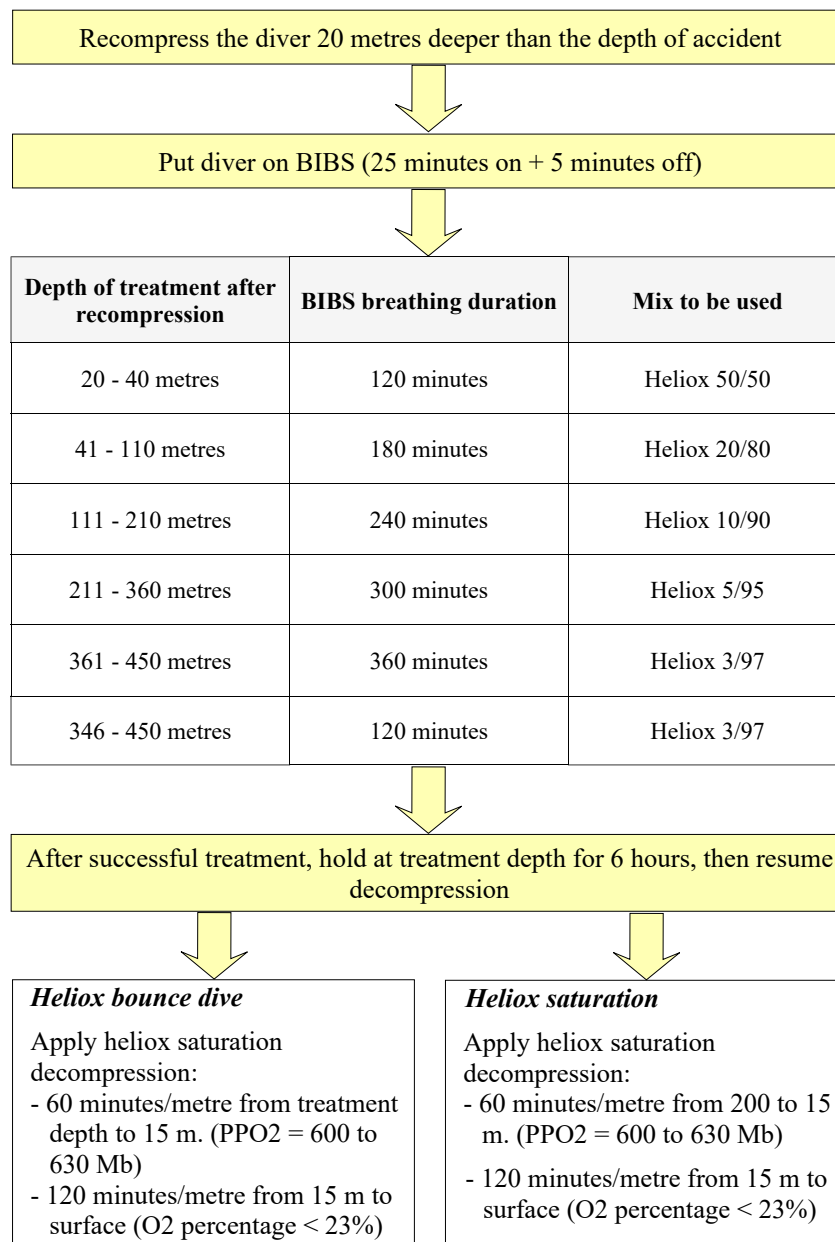 Recompress the diver 20 metres deeper than the depth of accident
Put diver on BIBS (25 minutes on + 5 minutes off)
Depth of treatment after
recompression
BIBS breathing duration
Mix to be used
20 - 40 metres
120 minutes
Heliox 50/50
41 - 110 metres
180 minutes
Heliox 20/80
111 - 210 metres
240 minutes
Heliox 10/90
211 - 360 metres
300 minutes
Heliox 5/95
361 - 450 metres
360 minutes
Heliox 3/97
346 - 450 metres
120 minutes
Heliox 3/97
After successful treatment, hold at treatment depth for 6 hours, then resume
decompression
Heliox bounce dive
Apply heliox saturation
decompression:
- 60 minutes/metre from treatment
depth to 15 m. (PPO2 = 600 to
630 Mb)
- 120 minutes/metre from 15 m to
surface (O2 percentage < 23%)
Heliox saturation
Apply heliox saturation
decompression:
- 60 minutes/metre from 200 to 15
m. (PPO2 = 600 to 630 Mb)
- 120 minutes/metre from 15 m to
surface (O2 percentage < 23%)